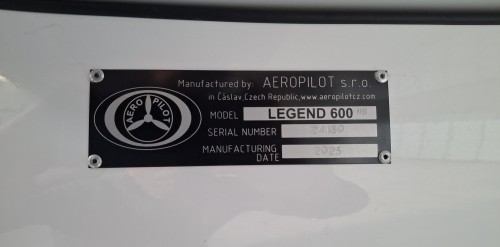 Manufactured by: AEROPILOT s.r.o.
in Čáslav,Czech Republic,www.aeropilotcz.com
AERO PILOT
MODEL LEGEND 600
SERIAL NUMBER
MANUFACTURING
DATE 2025